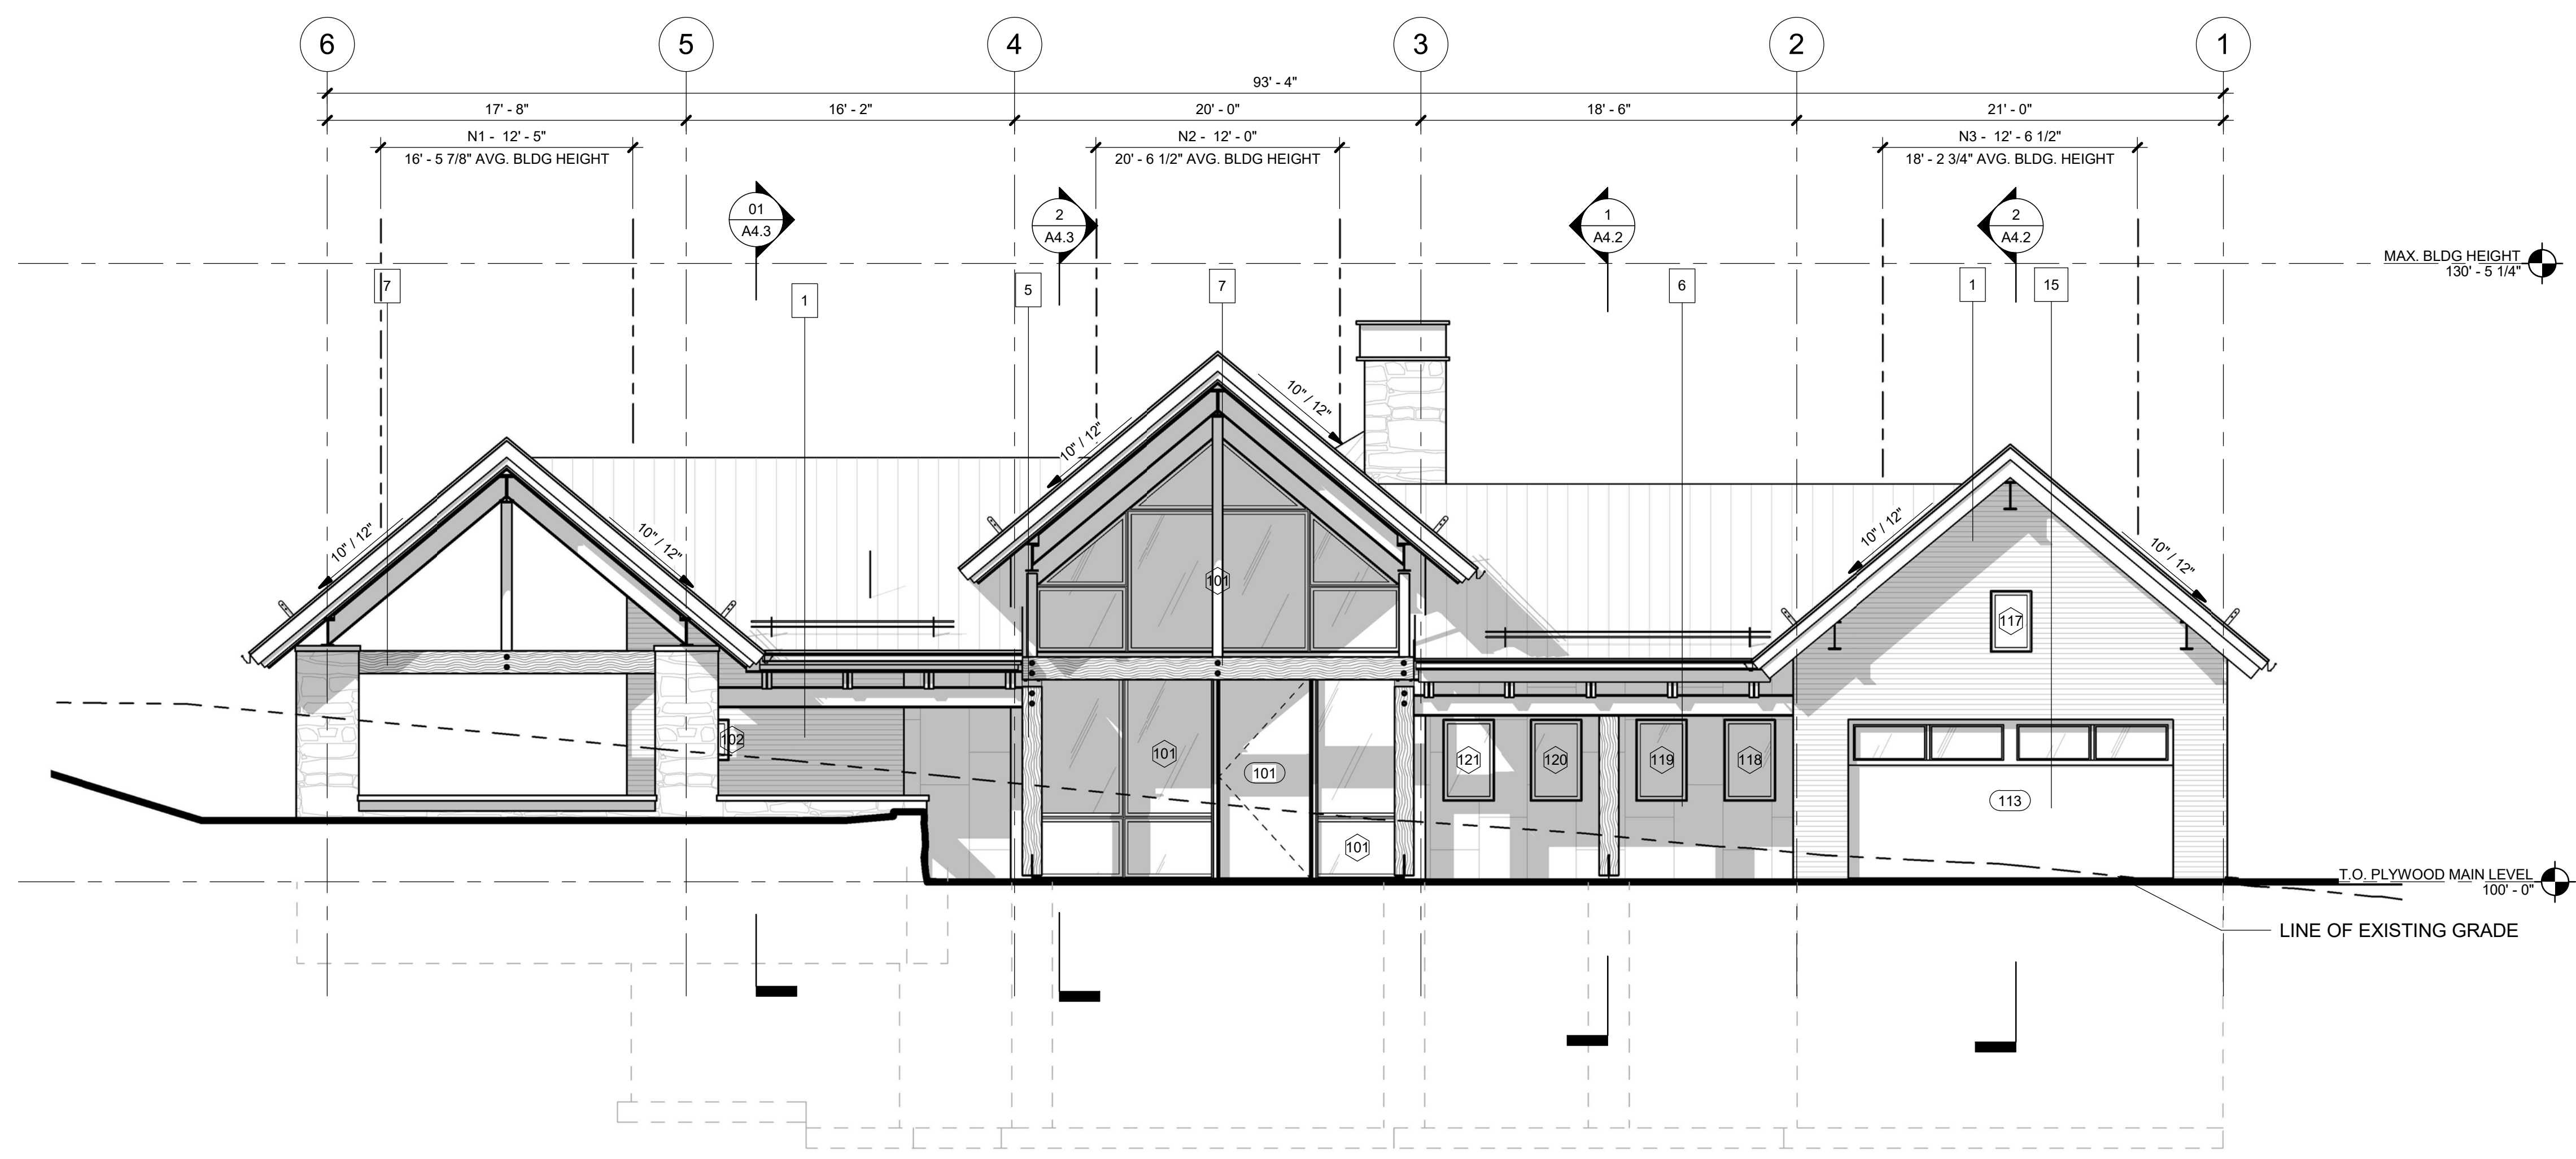 6 5 4 3 2 1
93' - 4"
17' - 8" 16' - 2" 20' - 0" 18' - 6" 21' - 0"
N1 - 12' - 5" N2 - 12' - 0" N3 - 12' - 6 1/2"
16' - 5 7/8" AVG. BLDG HEIGHT 20' - 6 1/2" AVG. BLDG HEIGHT 18' - 2 3/4" AVG. BLDG. HEIGHT
01 2 1 2
A4.3 A4.3 A4.2 A4.2
MAX. BLDG HEIGHT
130' - 5 1/4"
7 1 5 7 6 1 15
10" / 12" 10" / 12"
10" / 12" 10" / 12" 10" / 12" 10" / 12"
101
117
102 101 101 121 120 119 118
113
101
T.O. PLYWOOD MAIN LEVEL
100' - 0"
LINE OF EXISTING GRADE